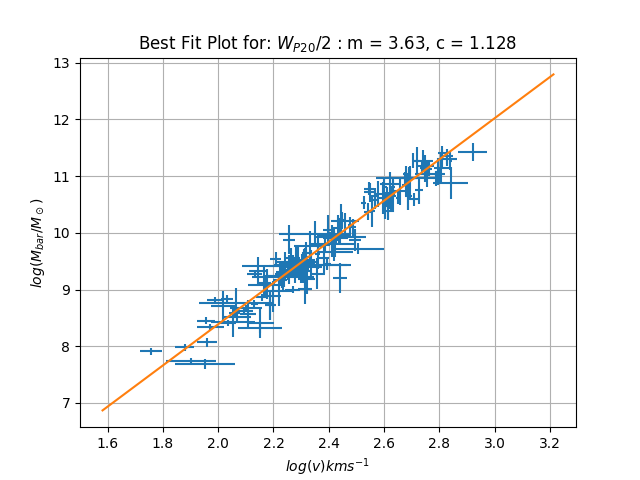 Best Fit Plot for: $W_{P20}/2$ : m = 3.63, c = 1.128
13
12
11
10
9
8
7
$log(M_{bar}/M_\odot)$
1.6 1.8 2.0 2.2 2.4 2.6 2.8 3.0 3.2
$log(v)kms^{-1}$